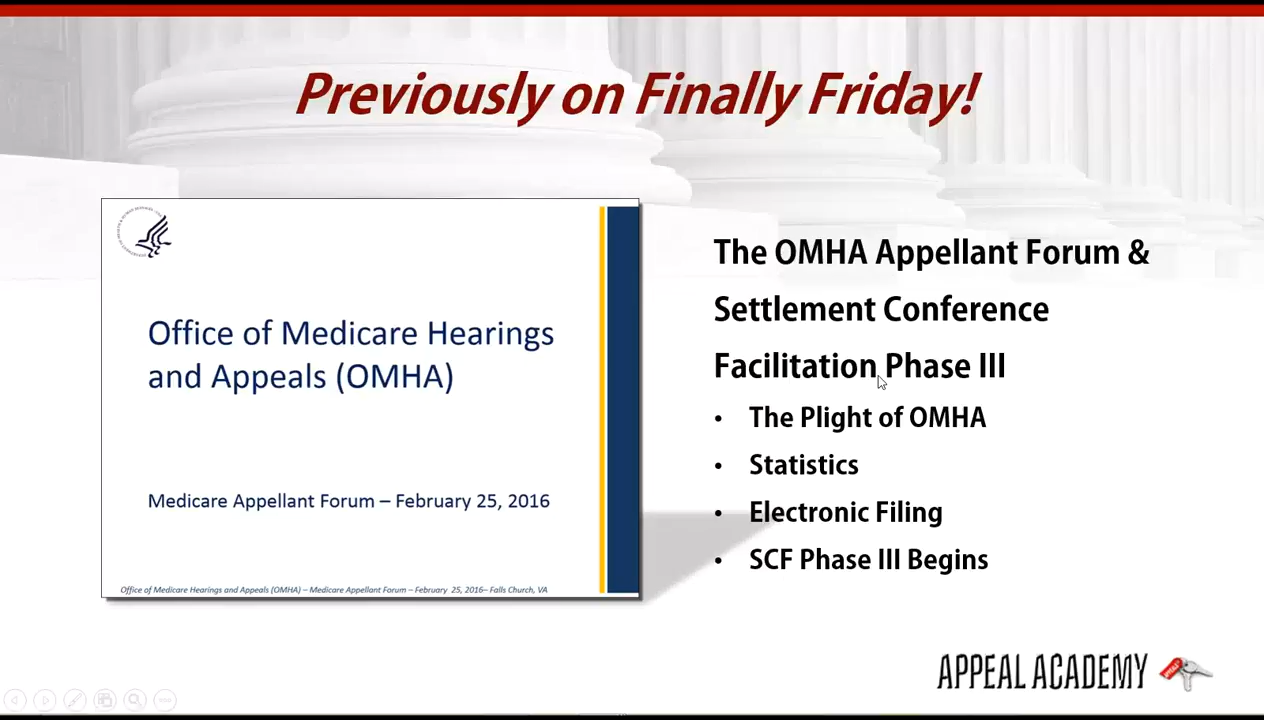 Previously on Finally Friday!
Office of Medicare Hearings
and Appeals (OMHA)
Medicare Appellant Forum – February 25, 2016
Office of Medicare Hearings and Appeals (OMHA) – Medicare Appellant Forum – February 25, 2016– Falls Church, VA
The OMHA Appellant Forum &
Settlement Conference
Facilitation Phase III
• The Plight of OMHA
• Statistics
• Electronic Filing
• SCF Phase III Begins
APPEAL ACADEMY